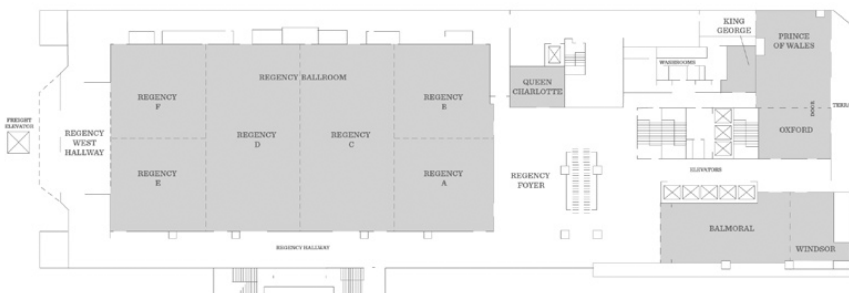 KING
GEORGE
PRINCE
OF WALES
WASHROOMS
REGENCY BALLROOM
QUEEN
CHARLOTTE
REGENCY
F
REGENCY
B
FREIGHT
ELEVATOR
REGENCY
WEST
HALLWAY
REGENCY
D
REGENCY
C
DOOR
OXFORD
REGENCY
E
REGENCY
A
REGENCY
FOYER
ELEVATORS
BALMORAL
WINDSOR
REGENCY HALLWAY